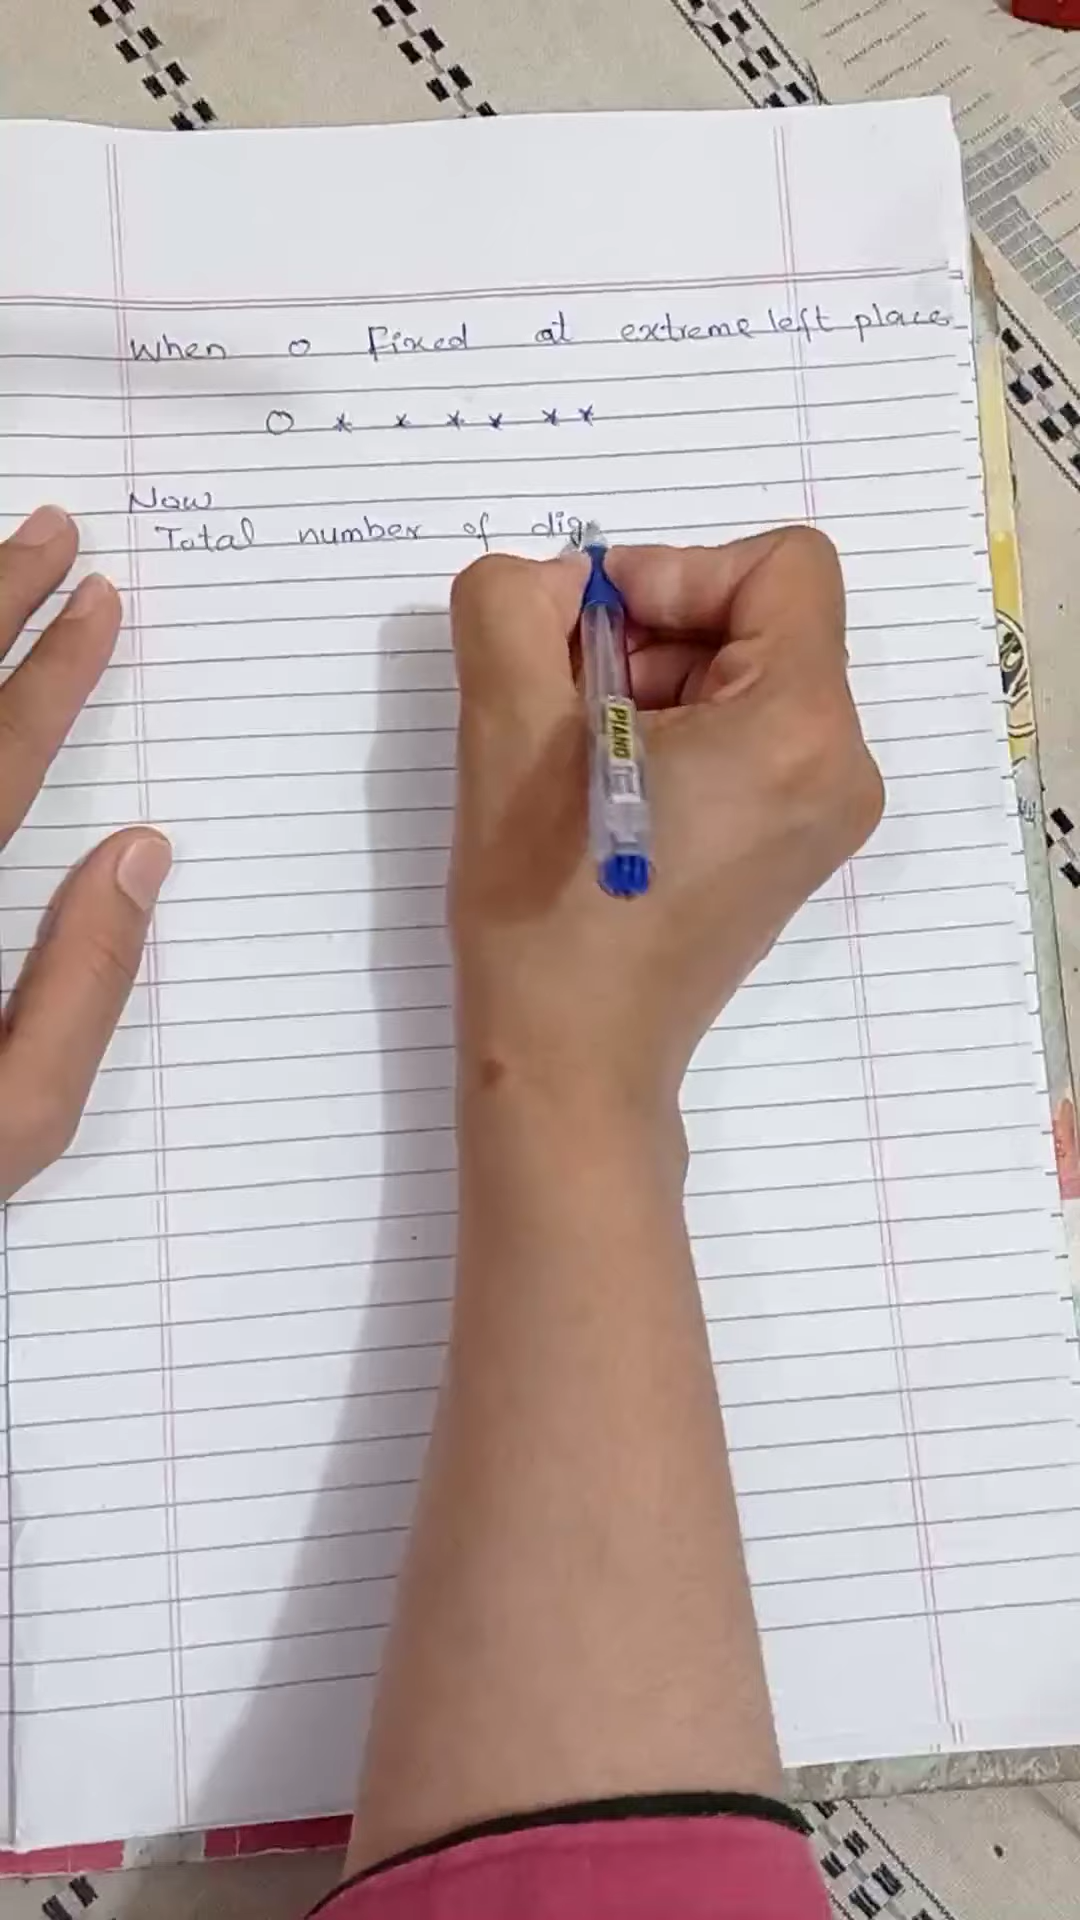 When 0 fixed at extreme left place
0 * * * * * *
Now
Total number of dig
PIANO